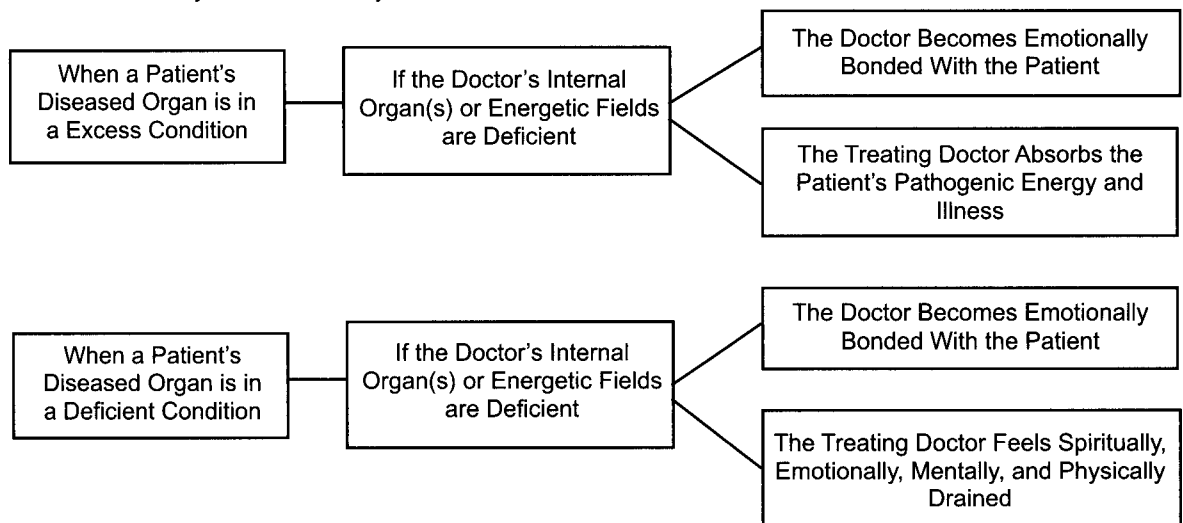 When a Patient's
Diseased Organ is in
a Excess Condition
If the Doctor's Internal
Organ(s) or Energetic Fields
are Deficient
The Doctor Becomes Emotionally
Bonded With the Patient
The Treating Doctor Absorbs the
Patient's Pathogenic Energy and
Illness
When a Patient's
Diseased Organ is in
a Deficient Condition
If the Doctor's Internal
Organ(s) or Energetic Fields
are Deficient
The Doctor Becomes Emotionally
Bonded With the Patient
The Treating Doctor Feels Spiritually,
Emotionally, Mentally, and Physically
Drained